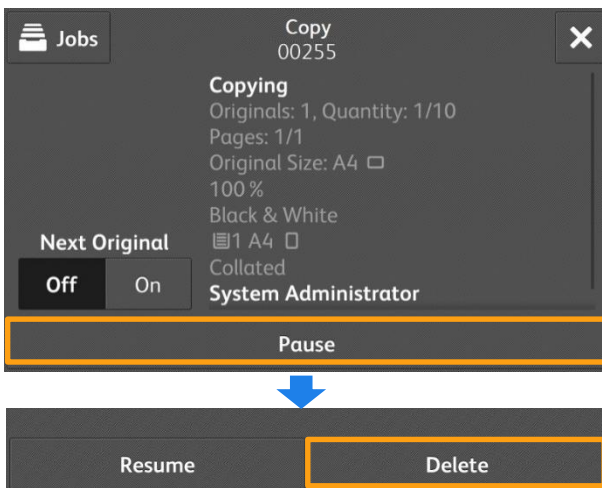 Jobs
Copy
00255
Copying
Originals: 1, Quantity: 1/10
Pages: 1/1
Original Size: A4
100 %
Black & White
1 A4
Collated
System Administrator
Next Original
Off On
Pause
Resume Delete